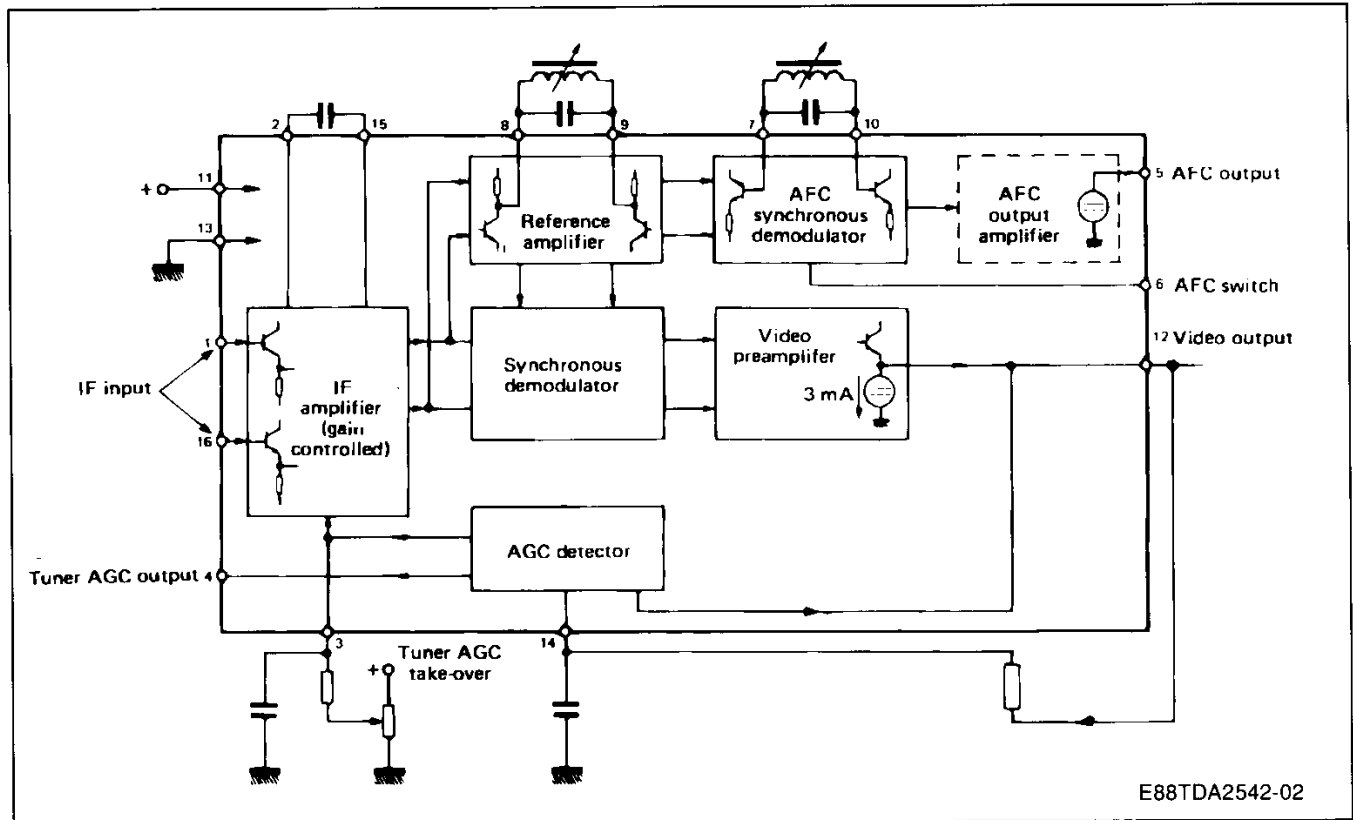 2
15
8
9
7
10
+
11
13
Reference
amplifier
AFC
synchronous
demodulator
AFC
output
amplifier
5 AFC output
6 AFC switch
1
IF input
16
IF
amplifier
(gain
controlled)
Synchronous
demodulator
Video
preamplifer
3 mA
12 Video output
AGC detector
Tuner AGC output 4
3
14
Tuner AGC
take-over
+
E88TDA2542-02